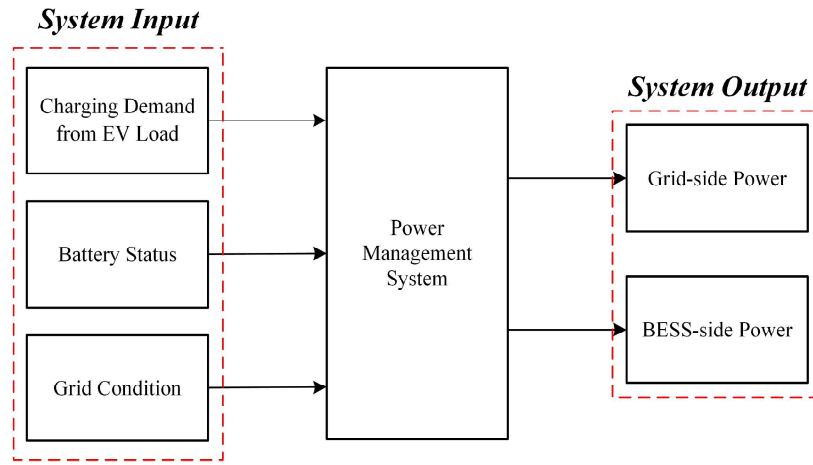 System Input
Charging Demand
from EV Load
Battery Status
Grid Condition
Power
Management
System
System Output
Grid-side Power
BESS-side Power